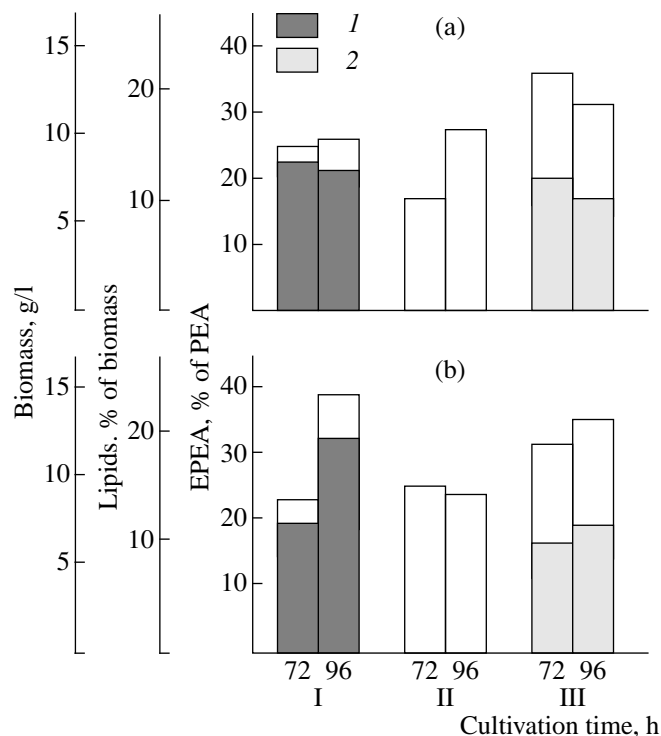 1
2
(a)
15
10
5
20
10
40
30
20
10
Biomass, g/l
Lipids. % of biomass
EPEA, % of PEA
(b)
15
10
5
20
10
40
30
20
10
72 96 72 96 72 96
I II III
Cultivation time, h